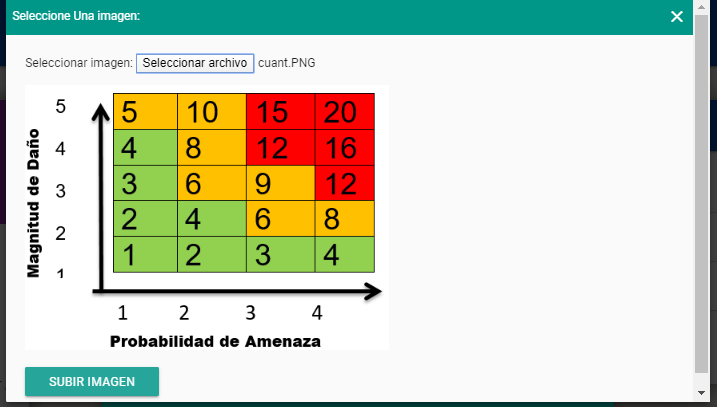 Seleccione Una imagen:
Seleccionar imagen: Seleccionar archivo cuant.PNG
5 5 10 15 20
4 4 8 12 16
3 3 6 9 12
2 2 4 6 8
1 1 2 3 4
Magnitud de Daño
1 2 3 4
Probabilidad de Amenaza
SUBIR IMAGEN